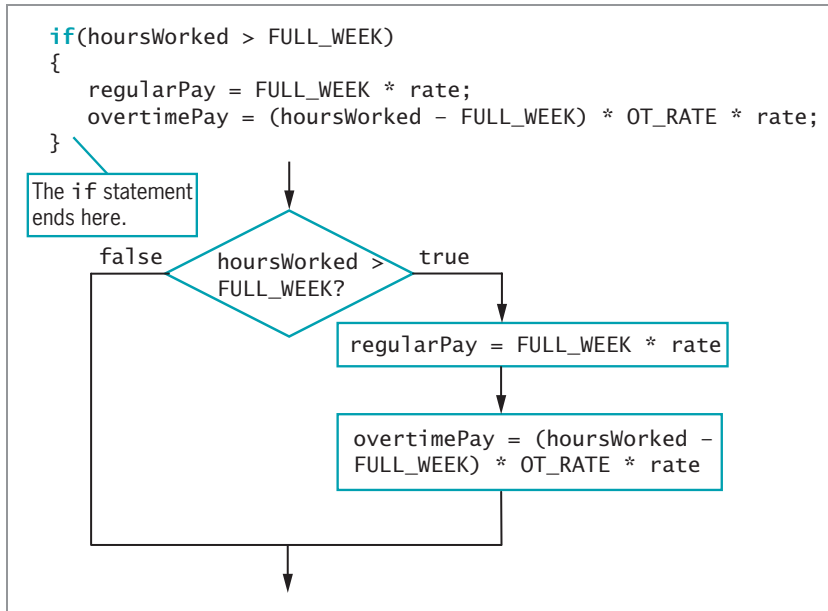 if(hoursWorked > FULL_WEEK)
{
regularPay = FULL_WEEK * rate;
overtimePay = (hoursWorked – FULL_WEEK) * OT_RATE * rate;
}
The if statement
ends here.
false
hoursWorked >
FULL_WEEK?
true
regularPay = FULL_WEEK * rate
overtimePay = (hoursWorked –
FULL_WEEK) * OT_RATE * rate